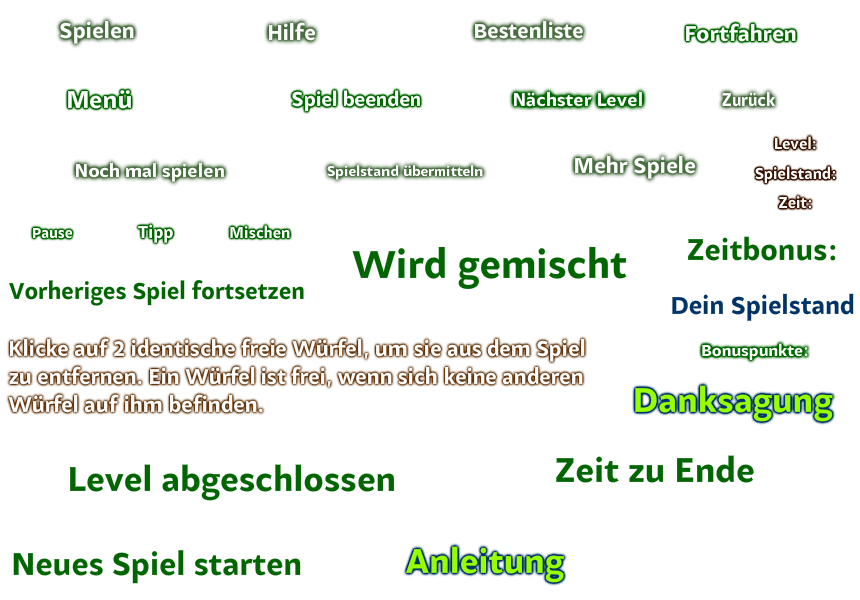 Spielen
Hilfe
Bestenliste
Fortfahren
Menü
Spiel beenden
Nächster Level
Zurück
Noch mal spielen
Spielstand übermitteln
Mehr Spiele
Level:
Spielstand:
Zeit:
Pause
Tipp
Mischen
Wird gemischt
Zeitbonus:
Vorheriges Spiel fortsetzen
Dein Spielstand
Klicke auf 2 identische freie Würfel, um sie aus dem Spiel
zu entfernen. Ein Würfel ist frei, wenn sich keine anderen
Würfel auf ihm befinden.
Bonuspunkte:
Danksagung
Level abgeschlossen
Zeit zu Ende
Neues Spiel starten
Anleitung